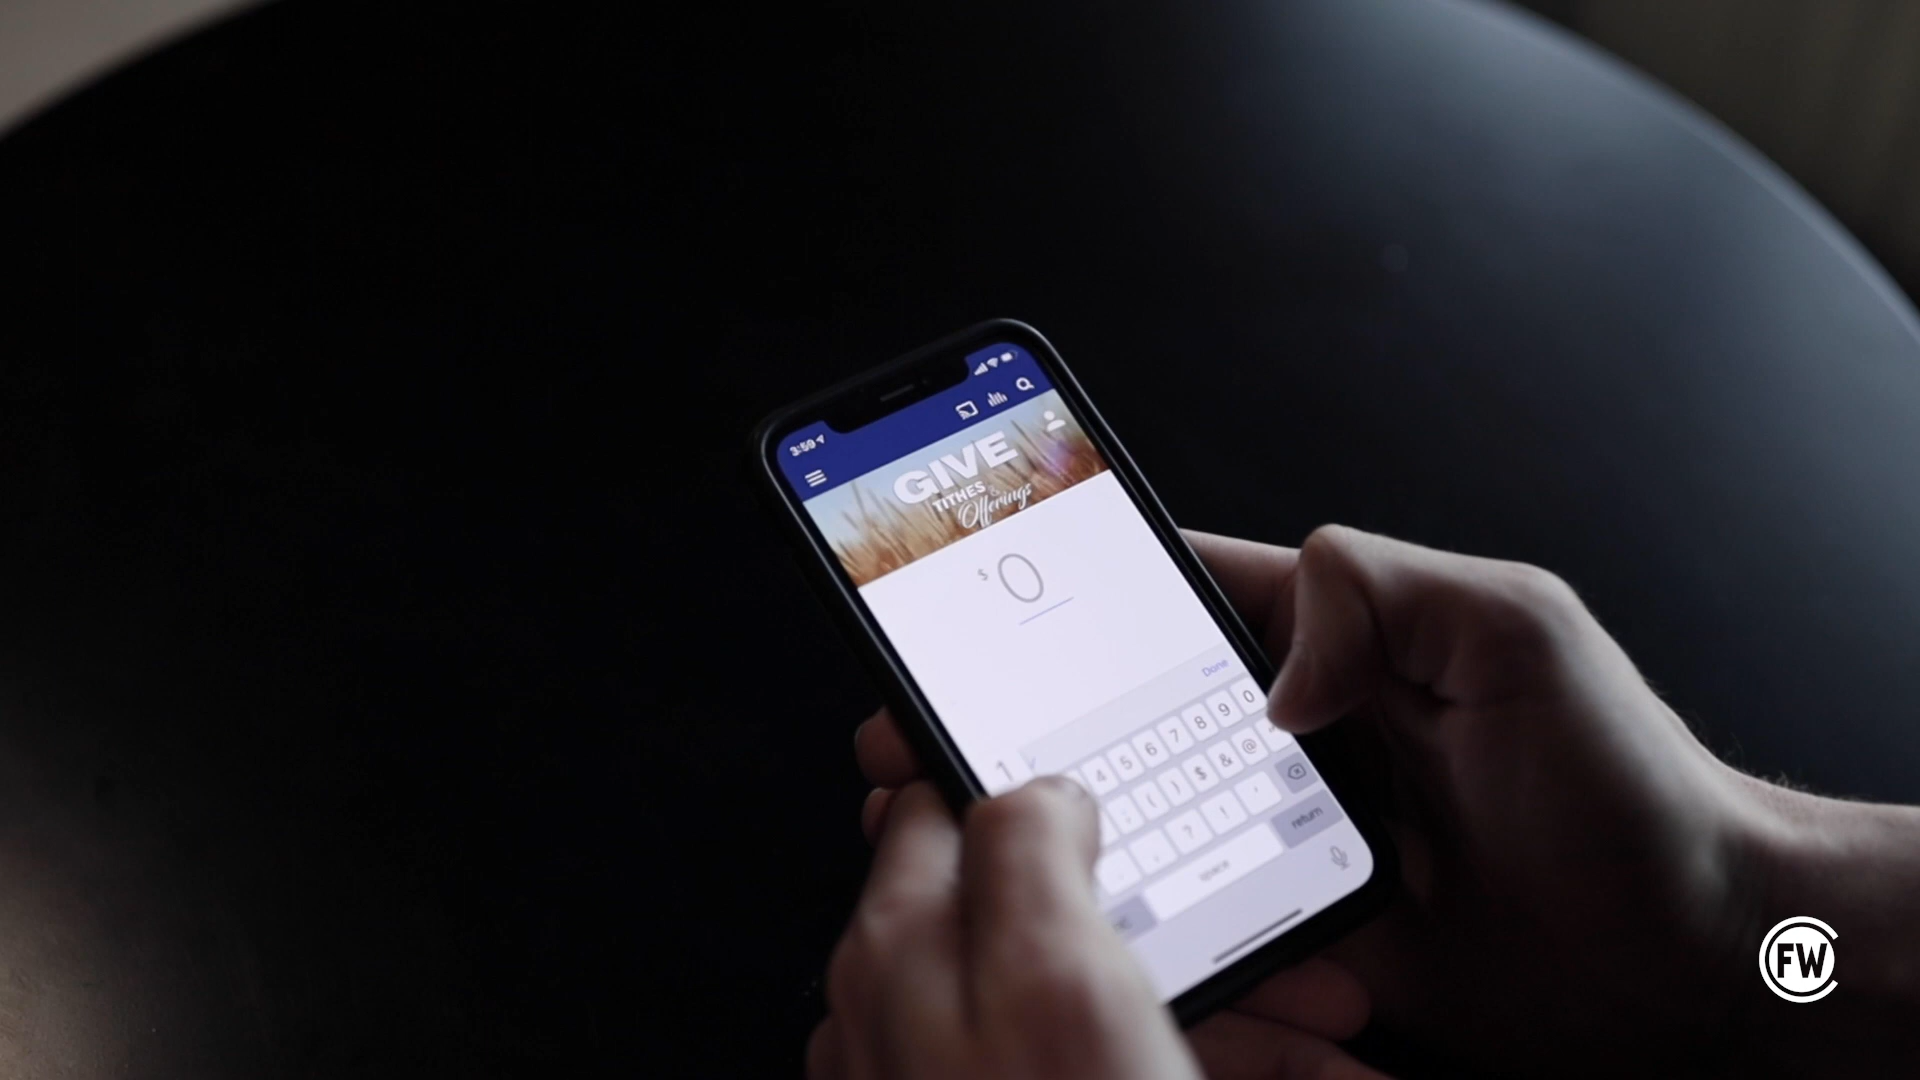 3:59
GIVE
TITHES &
Offerings
$ 0
Done
1
4 5 6 7 8 9 0
; ( ) $ & @ "
. , ? ! '
space return
FW